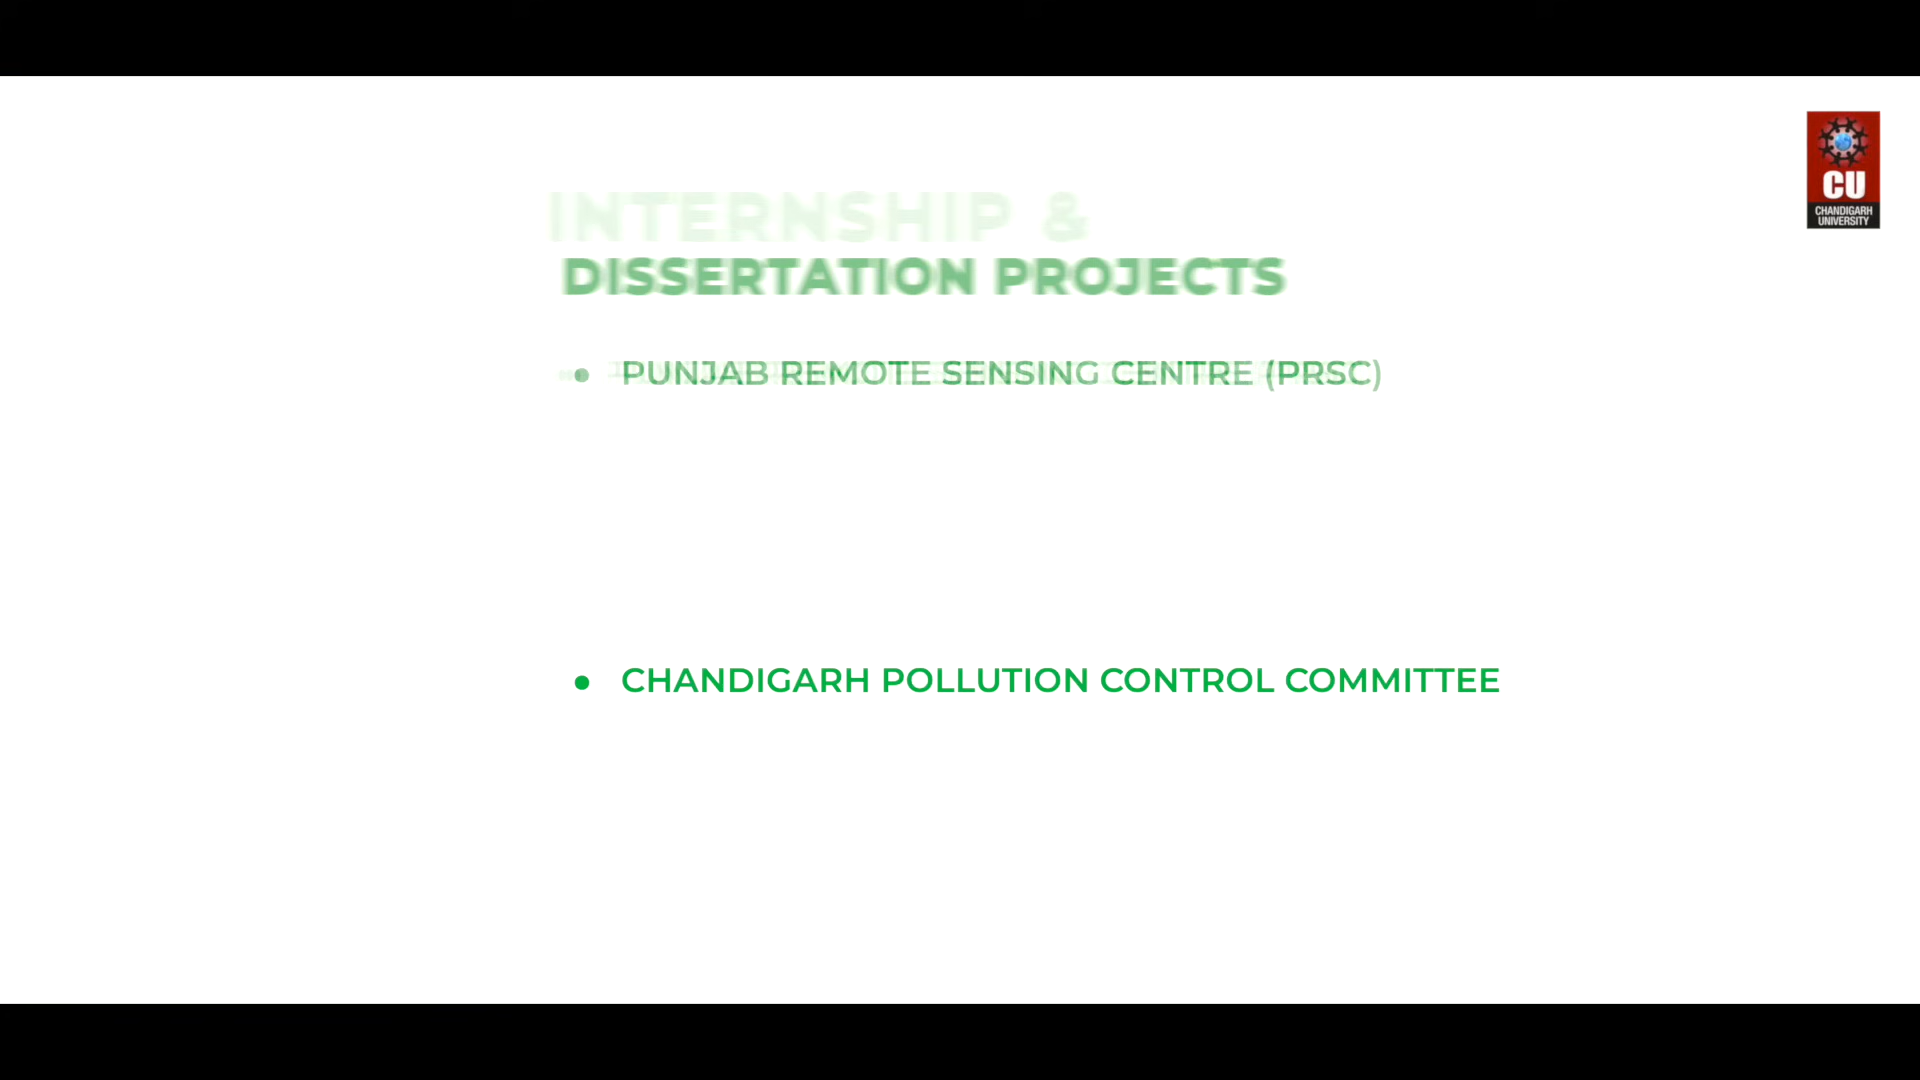 CU
CHANDIGARH
UNIVERSITY
INTERNSHIP &
DISSERTATION PROJECTS
• PUNJAB REMOTE SENSING CENTRE (PRSC)
• CHANDIGARH POLLUTION CONTROL COMMITTEE